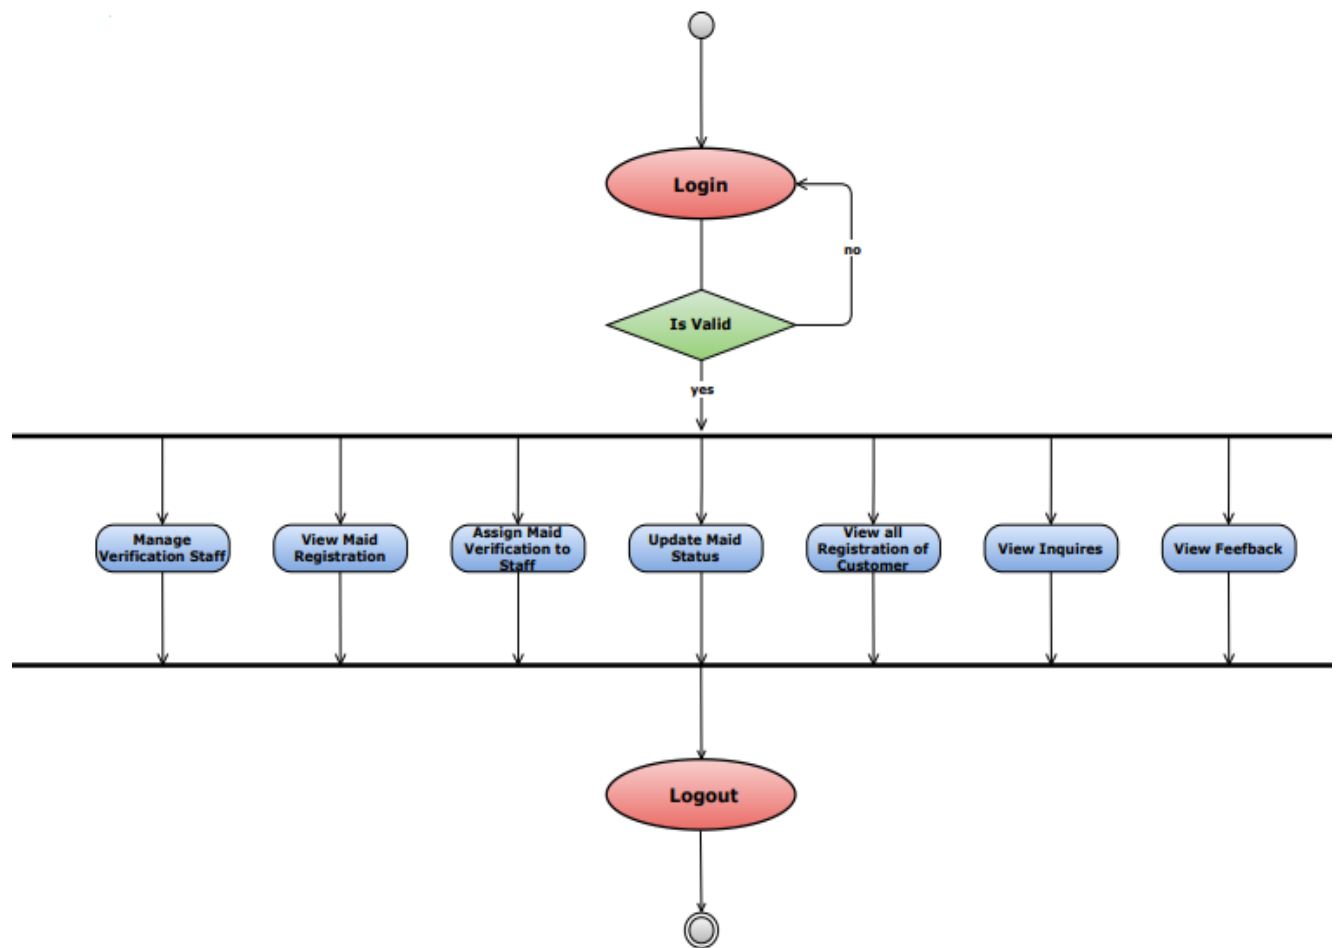 Login
no
Is Valid
yes
Manage
Verification Staff
View Maid
Registration
Assign Maid
Verification to
Staff
Update Maid
Status
View all
Registration of
Customer
View Inquires
View Feefback
Logout